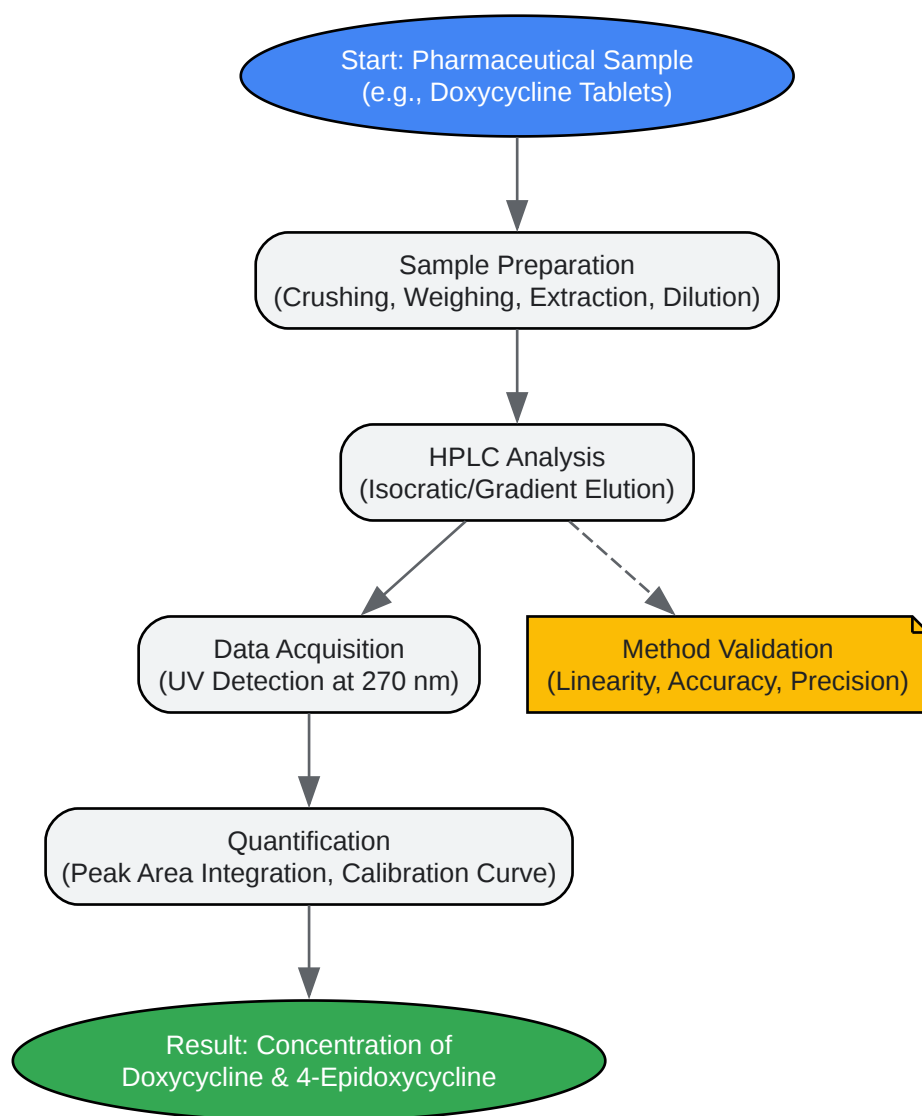 Start: Pharmaceutical Sample
(e.g., Doxycycline Tablets)
Sample Preparation
(Crushing, Weighing, Extraction, Dilution)
HPLC Analysis
(Isocratic/Gradient Elution)
Data Acquisition
(UV Detection at 270 nm)
Method Validation
(Linearity, Accuracy, Precision)
Quantification
(Peak Area Integration, Calibration Curve)
Result: Concentration of
Doxycycline & 4-Epidoxycycline